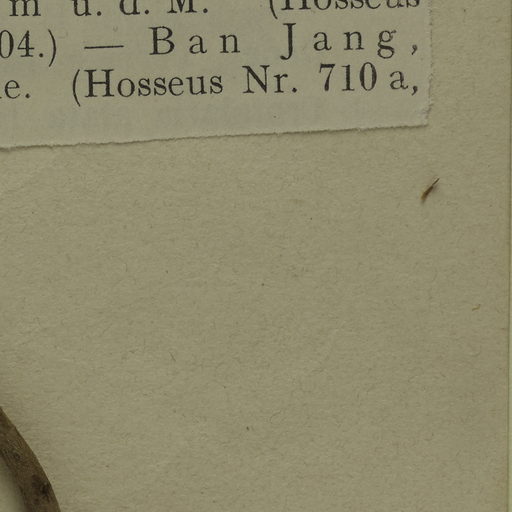 m u. d. M. (Hosseus
04.) — Ban Jang,
e. (Hosseus Nr. 710 a,